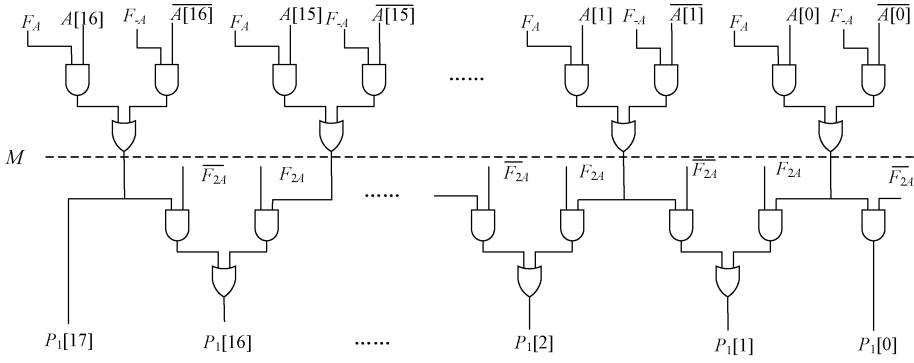 F_A A[16] F_{-A} \overline{A[16]} F_A A[15] F_{-A} \overline{A[15]} F_A A[1] F_{-A} \overline{A[1]} F_A A[0] F_{-A} \overline{A[0]}
......
M
\overline{F_{2A}} F_{2A} \overline{F_{2A}} F_{2A} \overline{F_{2A}} F_{2A} \overline{F_{2A}}
......
P_1[17] P_1[16] ...... P_1[2] P_1[1] P_1[0]